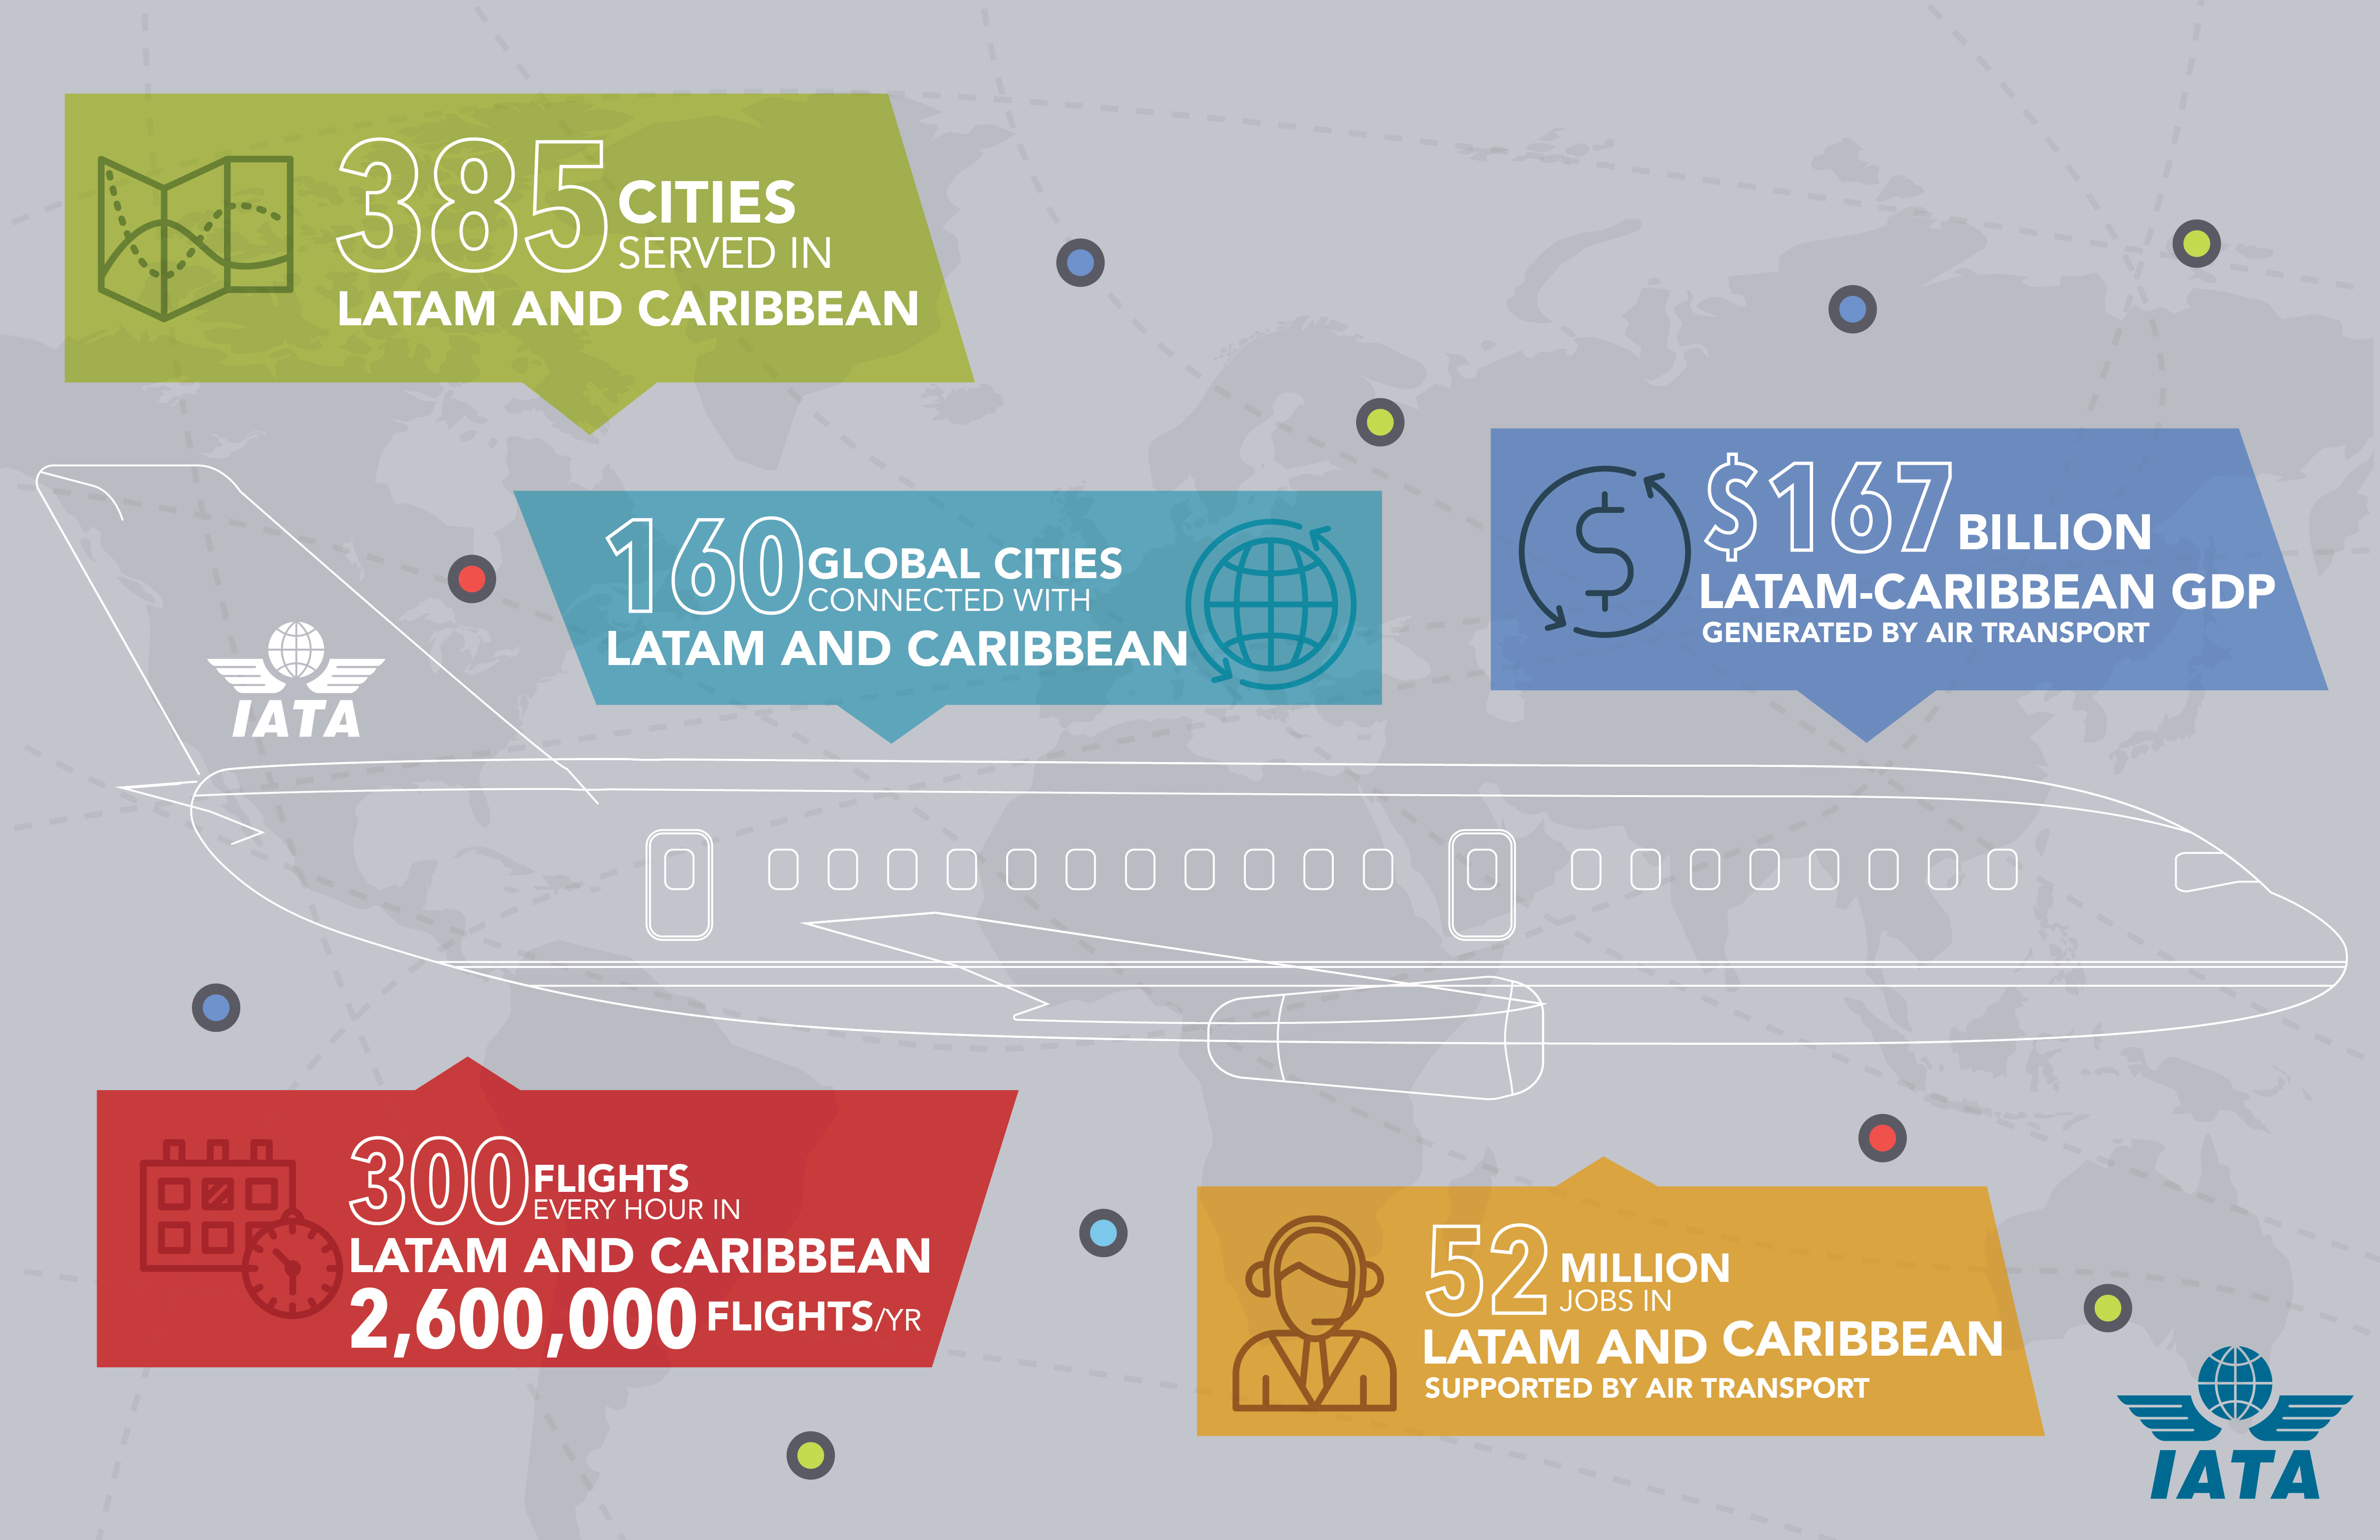 385 CITIES
SERVED IN
LATAM AND CARIBBEAN
160 GLOBAL CITIES
CONNECTED WITH
LATAM AND CARIBBEAN
$167 BILLION
LATAM-CARIBBEAN GDP
GENERATED BY AIR TRANSPORT
IATA
300 FLIGHTS
EVERY HOUR IN
LATAM AND CARIBBEAN
2,600,000 FLIGHTS/YR
52 MILLION
JOBS IN
LATAM AND CARIBBEAN
SUPPORTED BY AIR TRANSPORT
IATA